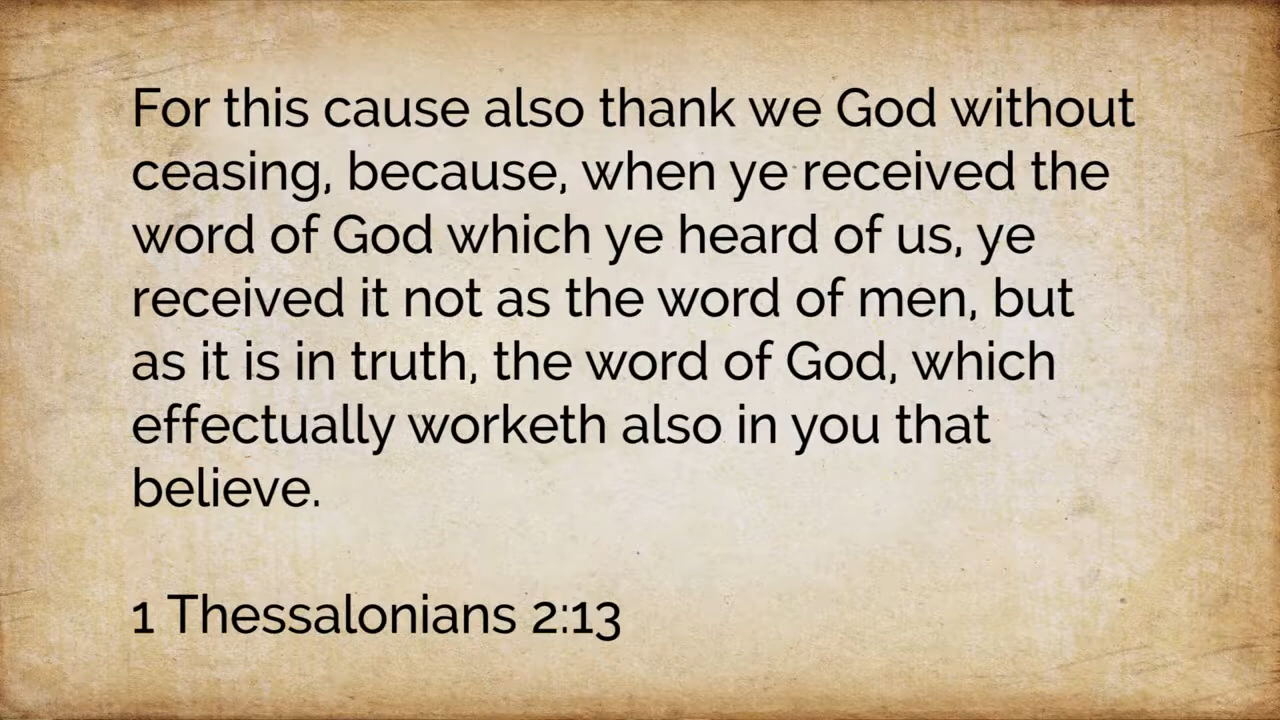 For this cause also thank we God without
ceasing, because, when ye received the
word of God which ye heard of us, ye
received it not as the word of men, but
as it is in truth, the word of God, which
effectually worketh also in you that
believe.
1 Thessalonians 2:13